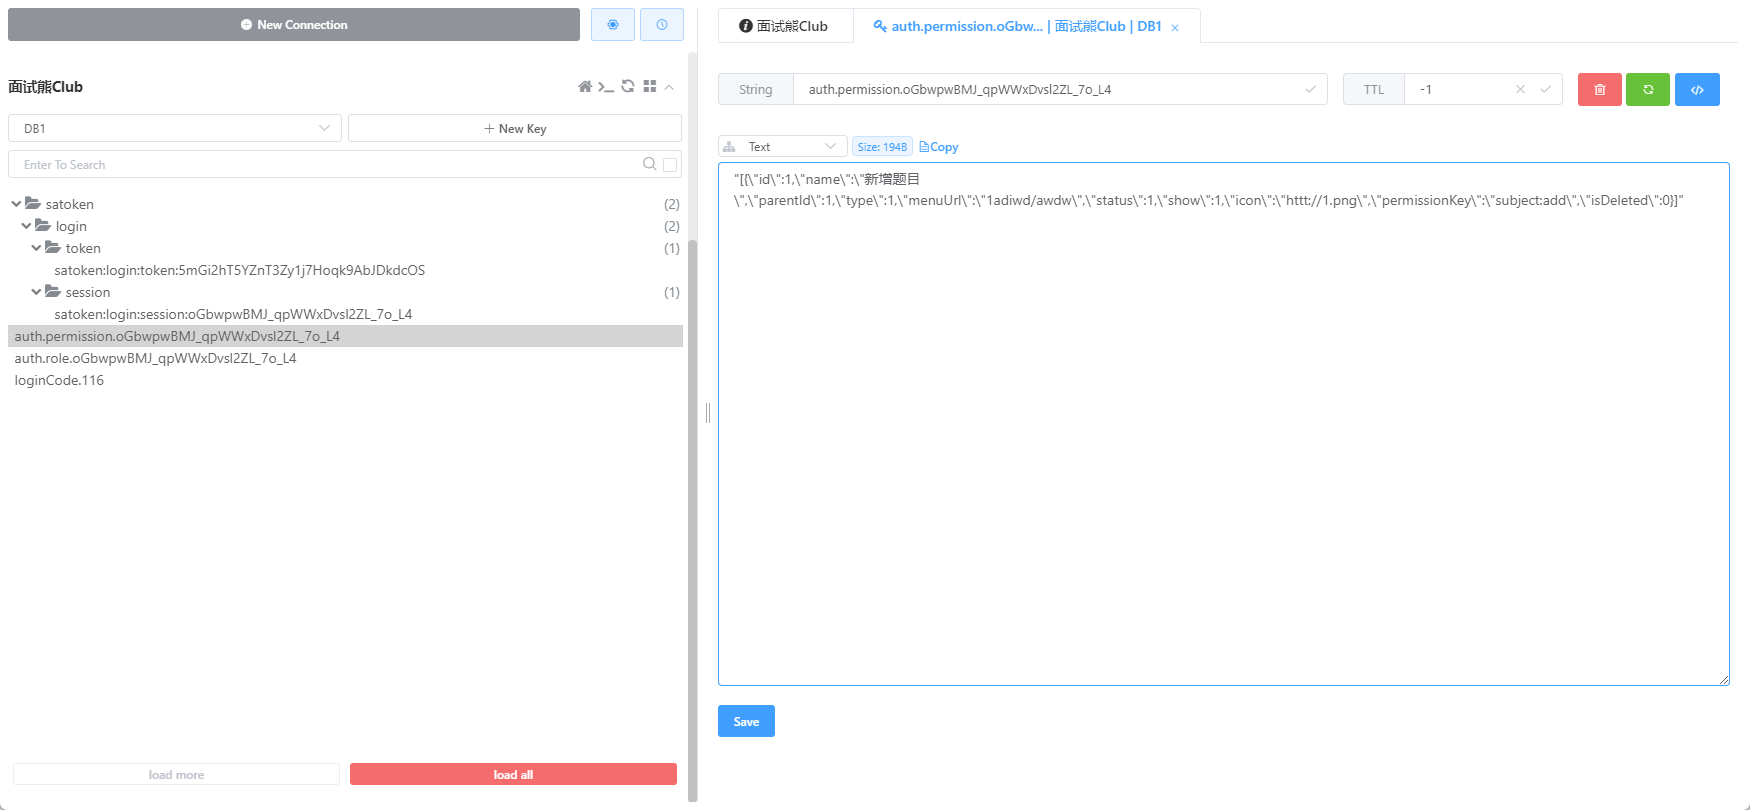 New Connection
面试熊Club
DB1
New Key
Enter To Search
satoken (2)
login (2)
token (1)
satoken:login:token:5mGi2hT5YZnT3Zy1j7Hoqk9AbJDkdcOS
session (1)
satoken:login:session:oGbwpwBMJ_qpWWxDvsl2ZL_7o_L4
auth.permission.oGbwpwBMJ_qpWWxDvsl2ZL_7o_L4
auth.role.oGbwpwBMJ_qpWWxDvsl2ZL_7o_L4
loginCode.116
load more
load all
面试熊Club
auth.permission.oGbw... | 面试熊Club | DB1
String
auth.permission.oGbwpwBMJ_qpWWxDvsl2ZL_7o_L4
TTL
-1
Text
Size: 194B
Copy
"[{\"id\":1,\"name\":\"新增题目
\",\"parentId\":1,\"type\":1,\"menuUrl\":\"1adiwd/awdw\",\"status\":1,\"show\":1,\"icon\":\"httt://1.png\",\"permissionKey\":\"subject:add\",\"isDeleted\":0}]"
Save